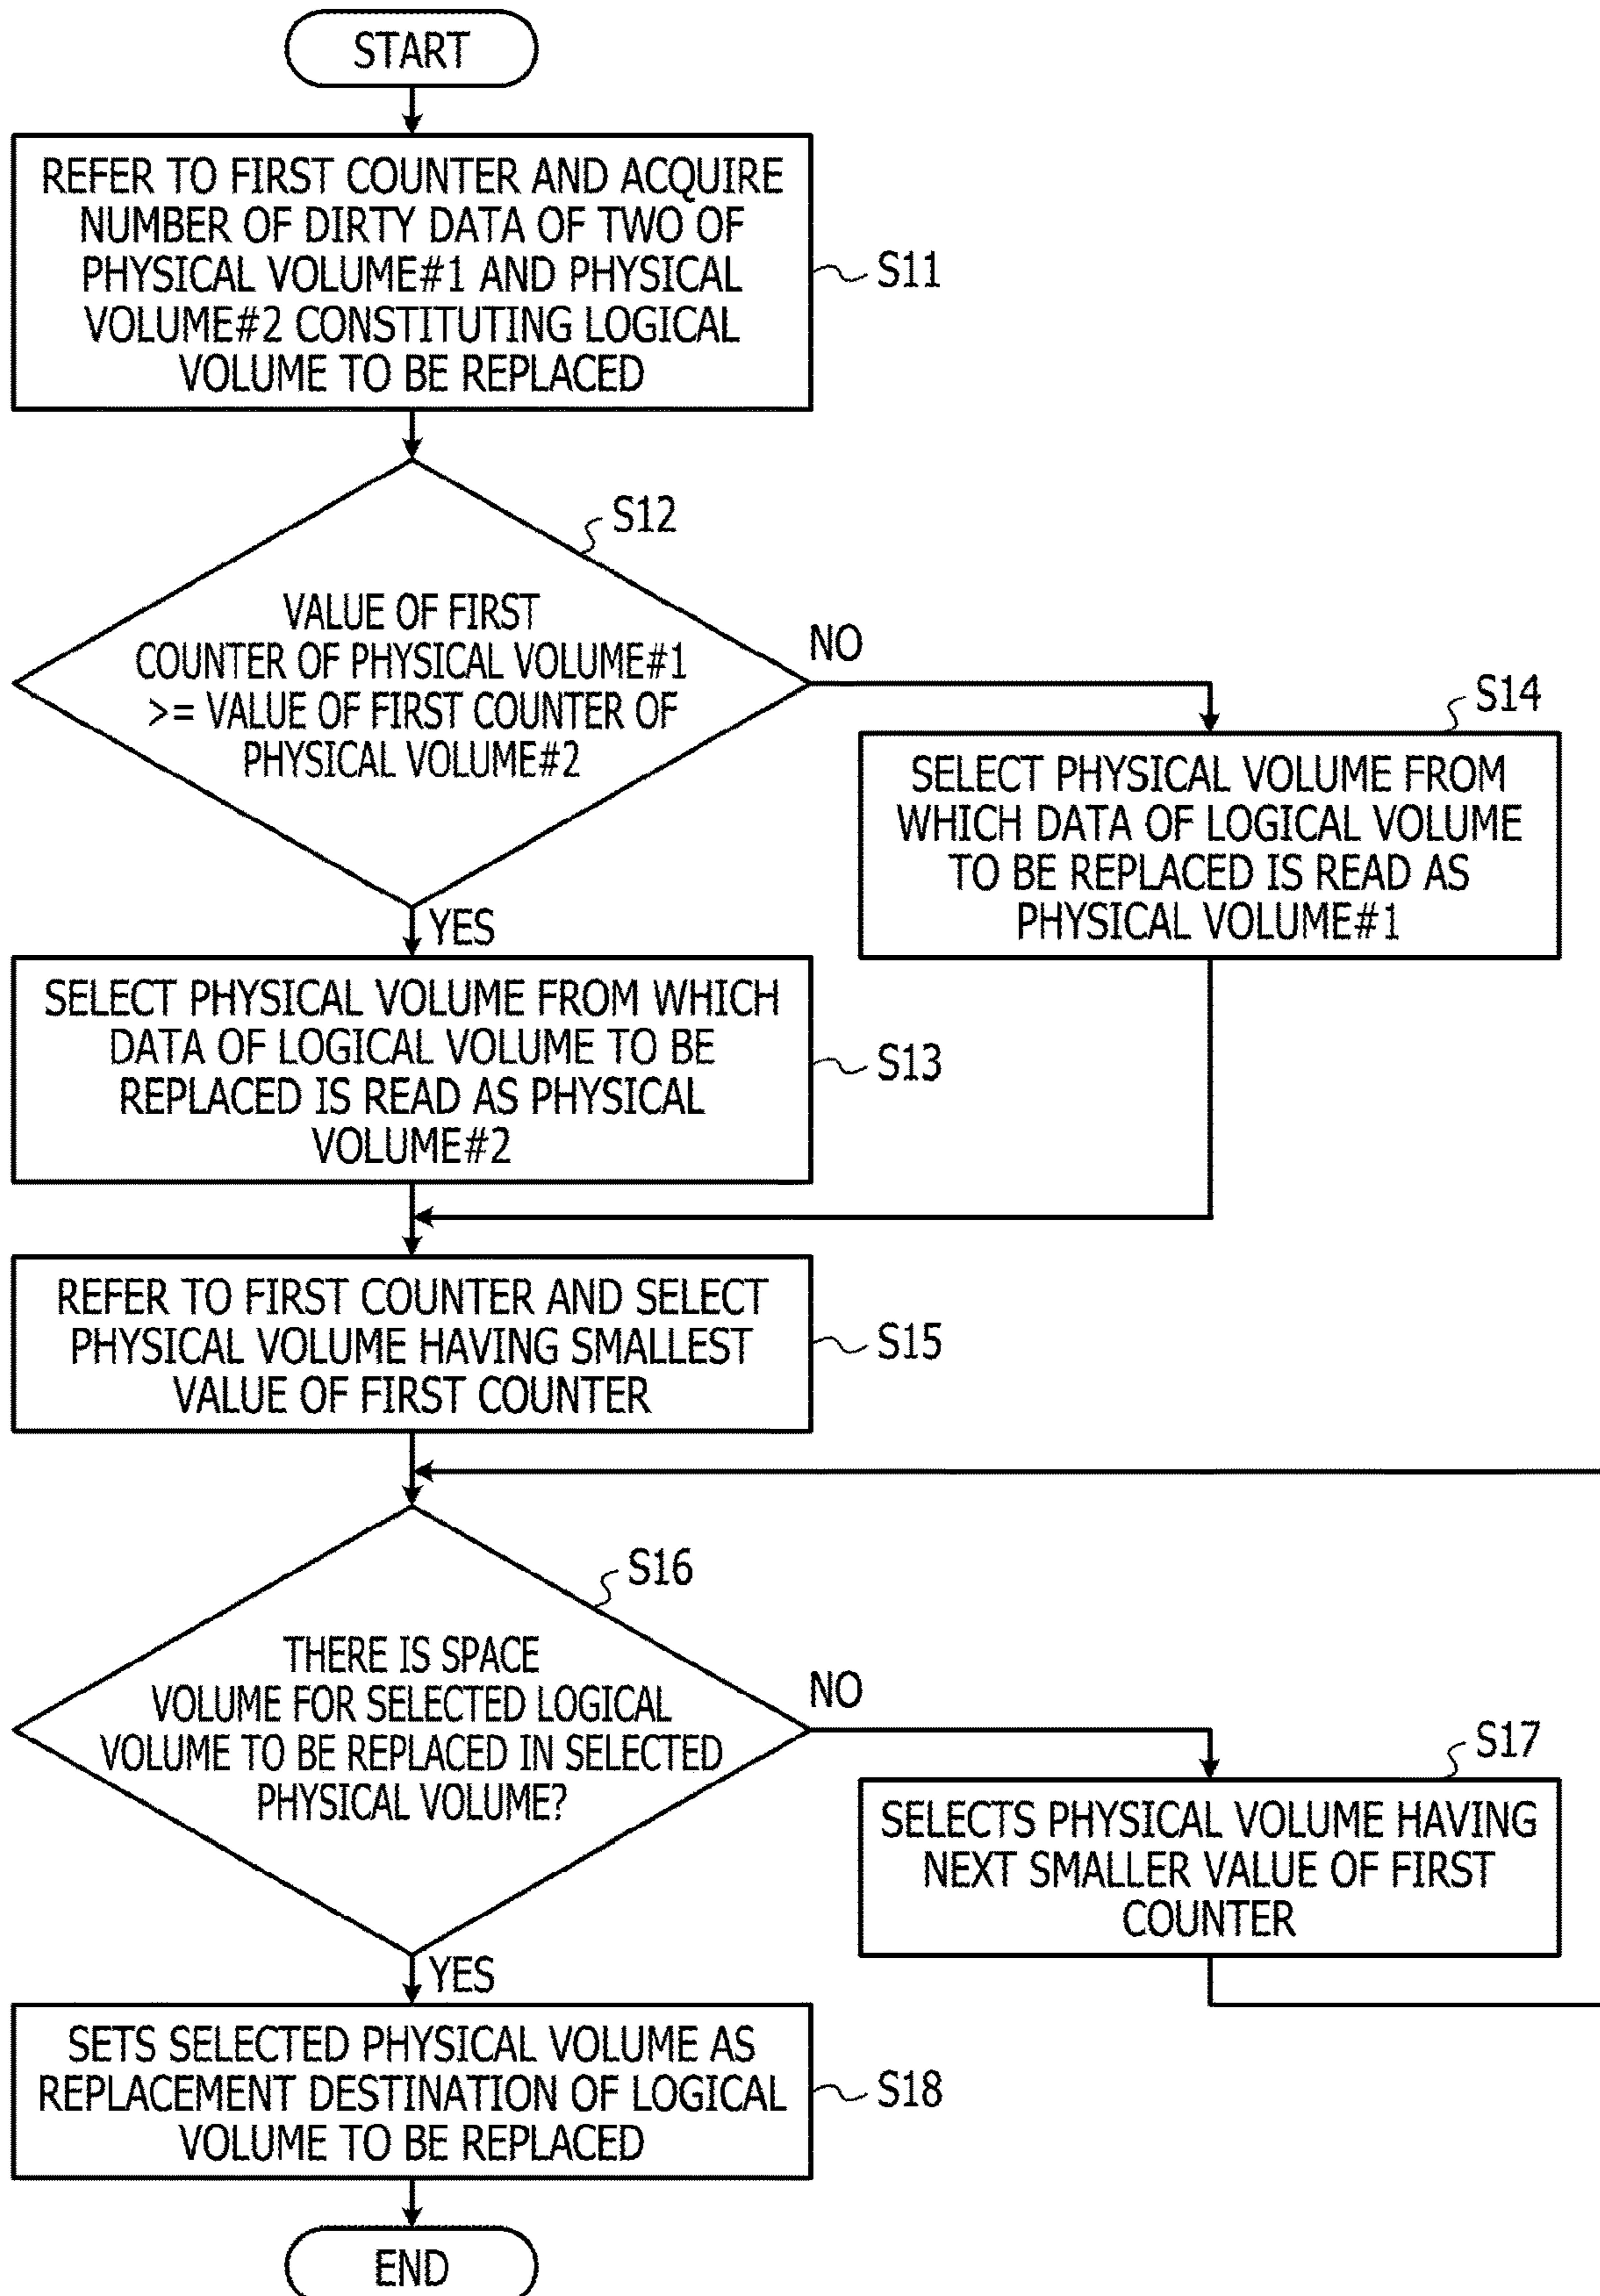 START
REFER TO FIRST COUNTER AND ACQUIRE
NUMBER OF DIRTY DATA OF TWO OF
PHYSICAL VOLUME#1 AND PHYSICAL
VOLUME#2 CONSTITUTING LOGICAL
VOLUME TO BE REPLACED
S11
S12
VALUE OF FIRST
COUNTER OF PHYSICAL VOLUME#1
>= VALUE OF FIRST COUNTER OF
PHYSICAL VOLUME#2
NO
S14
SELECT PHYSICAL VOLUME FROM
WHICH DATA OF LOGICAL VOLUME
TO BE REPLACED IS READ AS
PHYSICAL VOLUME#1
YES
SELECT PHYSICAL VOLUME FROM WHICH
DATA OF LOGICAL VOLUME TO BE
REPLACED IS READ AS PHYSICAL
VOLUME#2
S13
REFER TO FIRST COUNTER AND SELECT
PHYSICAL VOLUME HAVING SMALLEST
VALUE OF FIRST COUNTER
S15
S16
THERE IS SPACE
VOLUME FOR SELECTED LOGICAL
VOLUME TO BE REPLACED IN SELECTED
PHYSICAL VOLUME?
NO
S17
SELECTS PHYSICAL VOLUME HAVING
NEXT SMALLER VALUE OF FIRST
COUNTER
YES
SETS SELECTED PHYSICAL VOLUME AS
REPLACEMENT DESTINATION OF LOGICAL
VOLUME TO BE REPLACED
S18
END